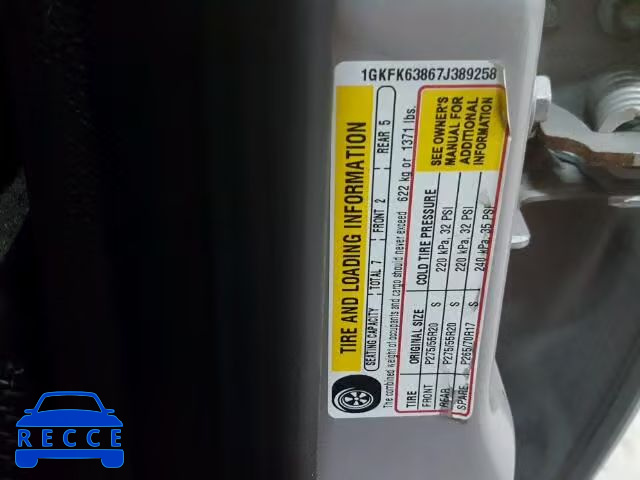 1GKFK63867J389258
TIRE AND LOADING INFORMATION
SEATING CAPACITY TOTAL 7 FRONT 2 REAR 5
The combined weight of occupants and cargo should never exceed 622 kg or 1371 lbs.
TIRE ORIGINAL SIZE COLD TIRE PRESSURE
FRONT P275/55R20 S 220 kPa, 32 PSI
REAR P275/55R20 S 220 kPa, 32 PSI
SPARE P265/70R17 S 240 kPa, 35 PSI
SEE OWNER'S
MANUAL FOR
ADDITIONAL
INFORMATION
RECCE